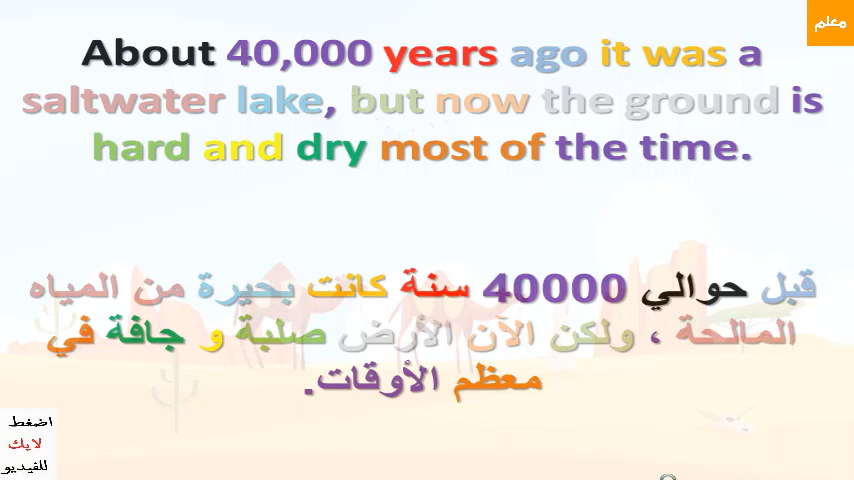 معلم
About 40,000 years ago it was a
saltwater lake, but now the ground is
hard and dry most of the time.
قبل حوالي 40000 سنة كانت بحيرة من المياه
المالحة ، ولكن الآن الأرض صلبة و جافة في
معظم الأوقات.
اضغط
لايك
للفيديو